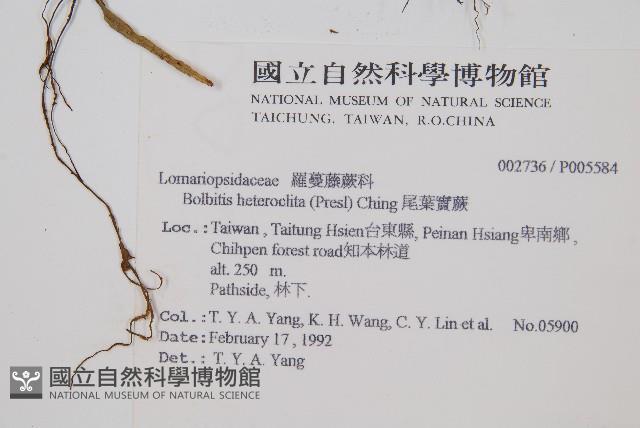 國立自然科學博物館
NATIONAL MUSEUM OF NATURAL SCIENCE
TAICHUNG, TAIWAN, R.O.CHINA
002736 / P005584
Lomariopsidaceae 羅蔓藤蕨科
Bolbitis heteroclita (Presl) Ching 尾葉實蕨
Loc.: Taiwan , Taitung Hsien台東縣, Peinan Hsiang卑南鄉 ,
Chihpen forest road知本林道
alt. 250 m.
Pathside, 林下.
Col.: T. Y. A. Yang, K. H. Wang, C. Y. Lin et al. No.05900
Date: February 17 , 1992
Det.: T. Y. A. Yang
國立自然科學博物館
NATIONAL MUSEUM OF NATURAL SCIENCE